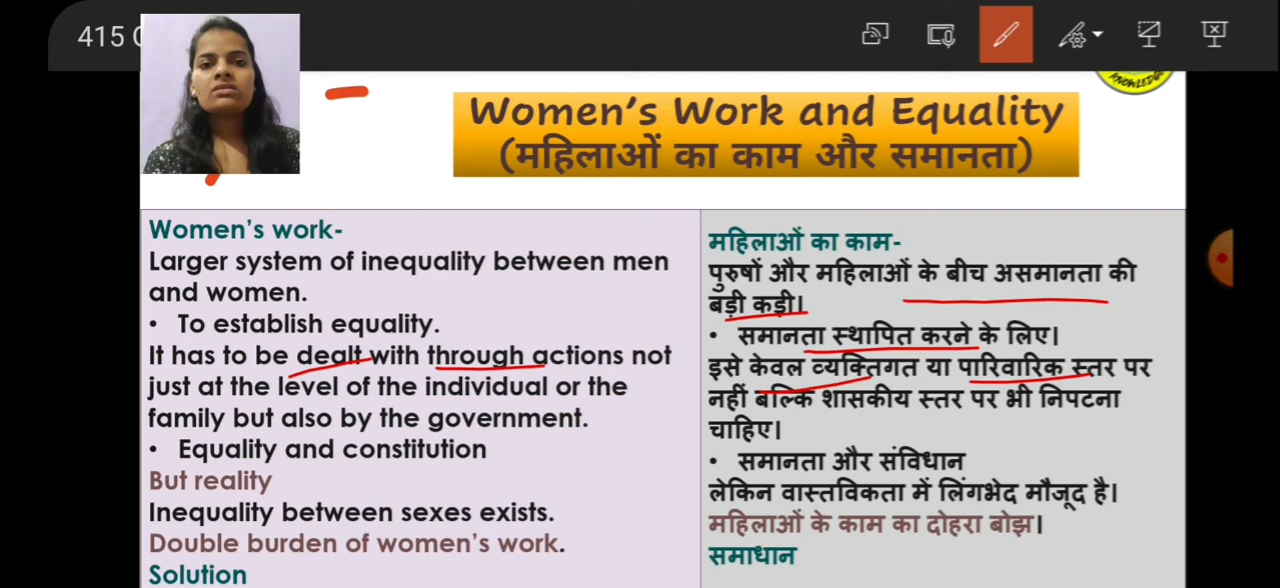 415
KNOWLEDGE
Women's Work and Equality
(महिलाओं का काम और समानता)
Women's work-
Larger system of inequality between men
and women.
• To establish equality.
It has to be dealt with through actions not
just at the level of the individual or the
family but also by the government.
• Equality and constitution
But reality
Inequality between sexes exists.
Double burden of women's work.
Solution
महिलाओं का काम-
पुरुषों और महिलाओं के बीच असमानता की
बड़ी कड़ी।
• समानता स्थापित करने के लिए।
इसे केवल व्यक्तिगत या पारिवारिक स्तर पर
नहीं बल्कि शासकीय स्तर पर भी निपटना
चाहिए।
• समानता और संविधान
लेकिन वास्तविकता में लिंगभेद मौजूद है।
महिलाओं के काम का दोहरा बोझ।
समाधान